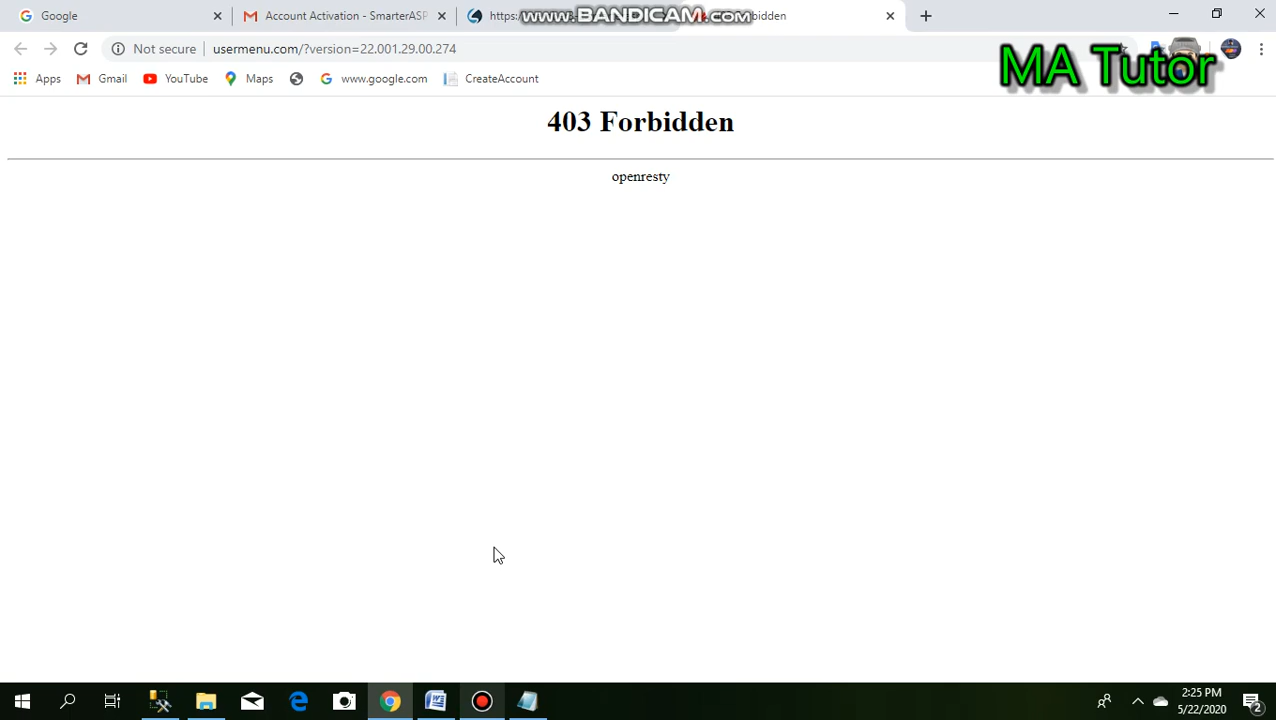 Google
Account Activation - SmarterASP
https:
www.BANDICAM.com
bidden
Not secure
usermenu.com/?version=22.001.29.00.274
MA Tutor
Apps
Gmail
YouTube
Maps
www.google.com
CreateAccount
403 Forbidden
openresty
2:25 PM
5/22/2020
2